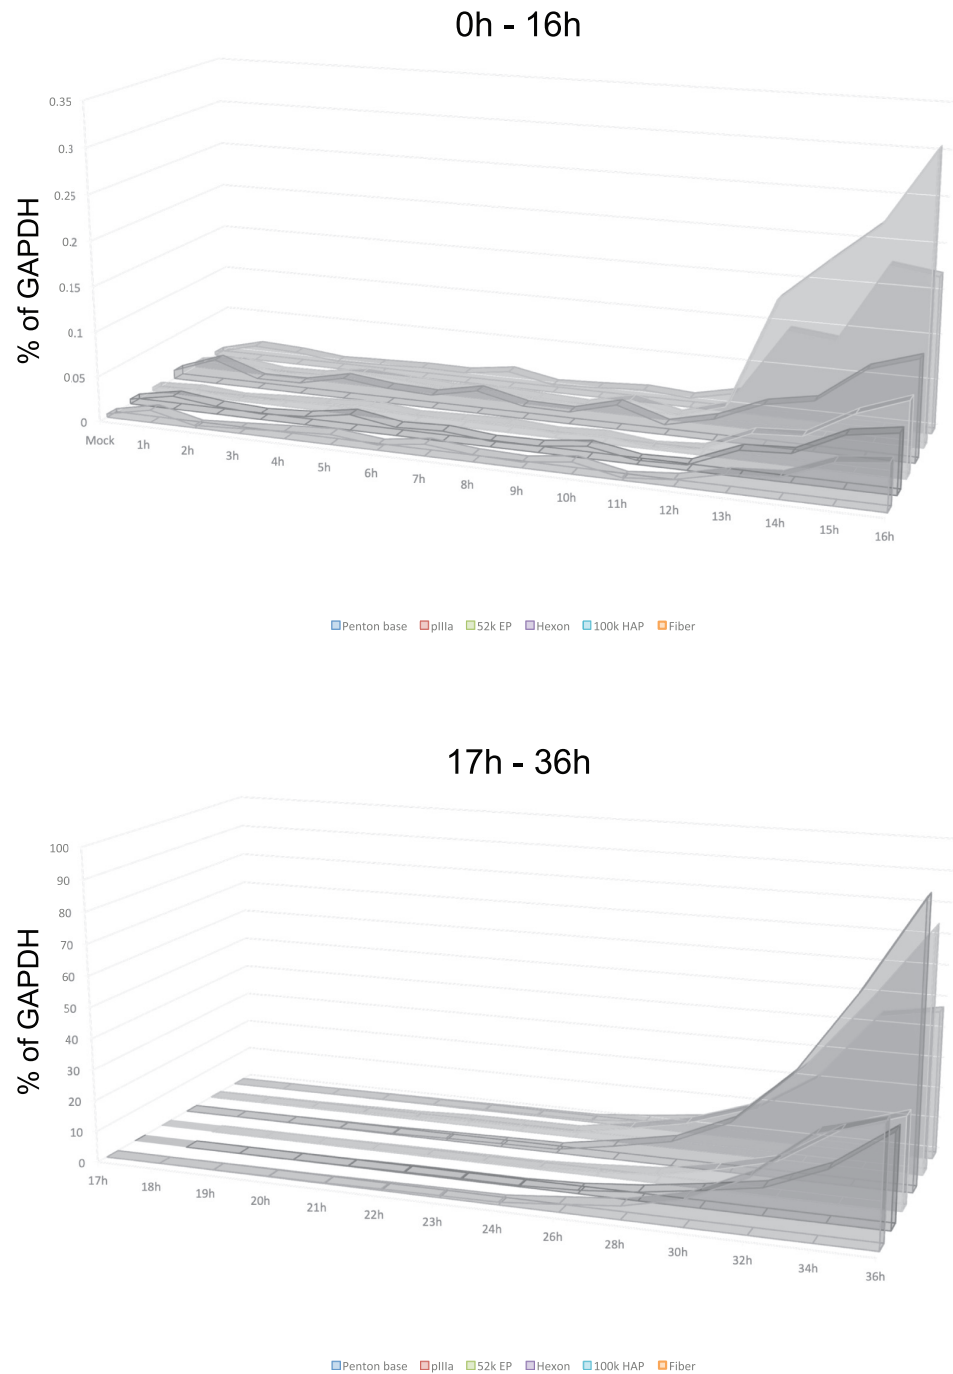 0h - 16h
% of GAPDH
0.35
0.3
0.25
0.2
0.15
0.1
0.05
0
Mock 1h 2h 3h 4h 5h 6h 7h 8h 9h 10h 11h 12h 13h 14h 15h 16h
Penton base pIIIa 52k EP Hexon 100k HAP Fiber
17h - 36h
% of GAPDH
100
90
80
70
60
50
40
30
20
10
0
17h 18h 19h 20h 21h 22h 23h 24h 26h 28h 30h 32h 34h 36h
Penton base pIIIa 52k EP Hexon 100k HAP Fiber